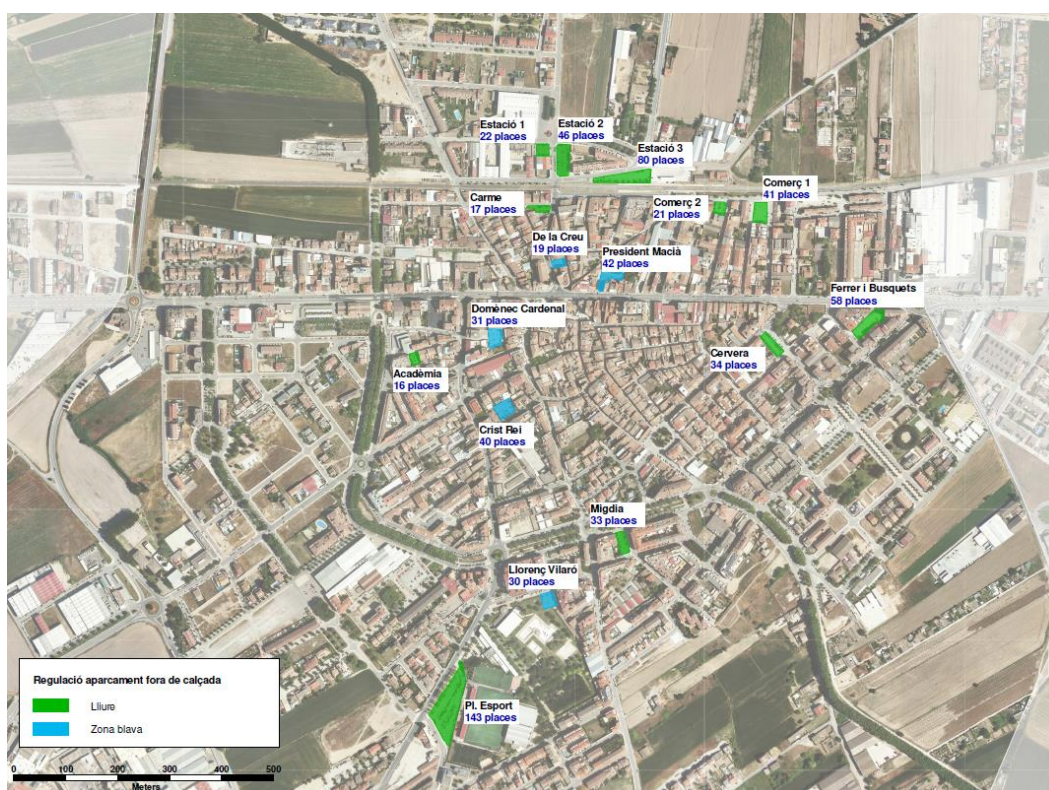 Estació 1
22 places
Estació 2
46 places
Estació 3
80 places
Carme
17 places
Comerç 2
21 places
Comerç 1
41 places
De la Creu
19 places
President Macià
42 places
Ferrer i Busquets
58 places
Domènec Cardenal
31 places
Cervera
34 places
Acadèmia
16 places
Crist Rei
40 places
Migdia
33 places
Llorenç Vilaró
30 places
Pl. Esport
143 places
Regulació aparcament fora de calçada
Lliure
Zona blava
0 100 200 300 400 500
Meters